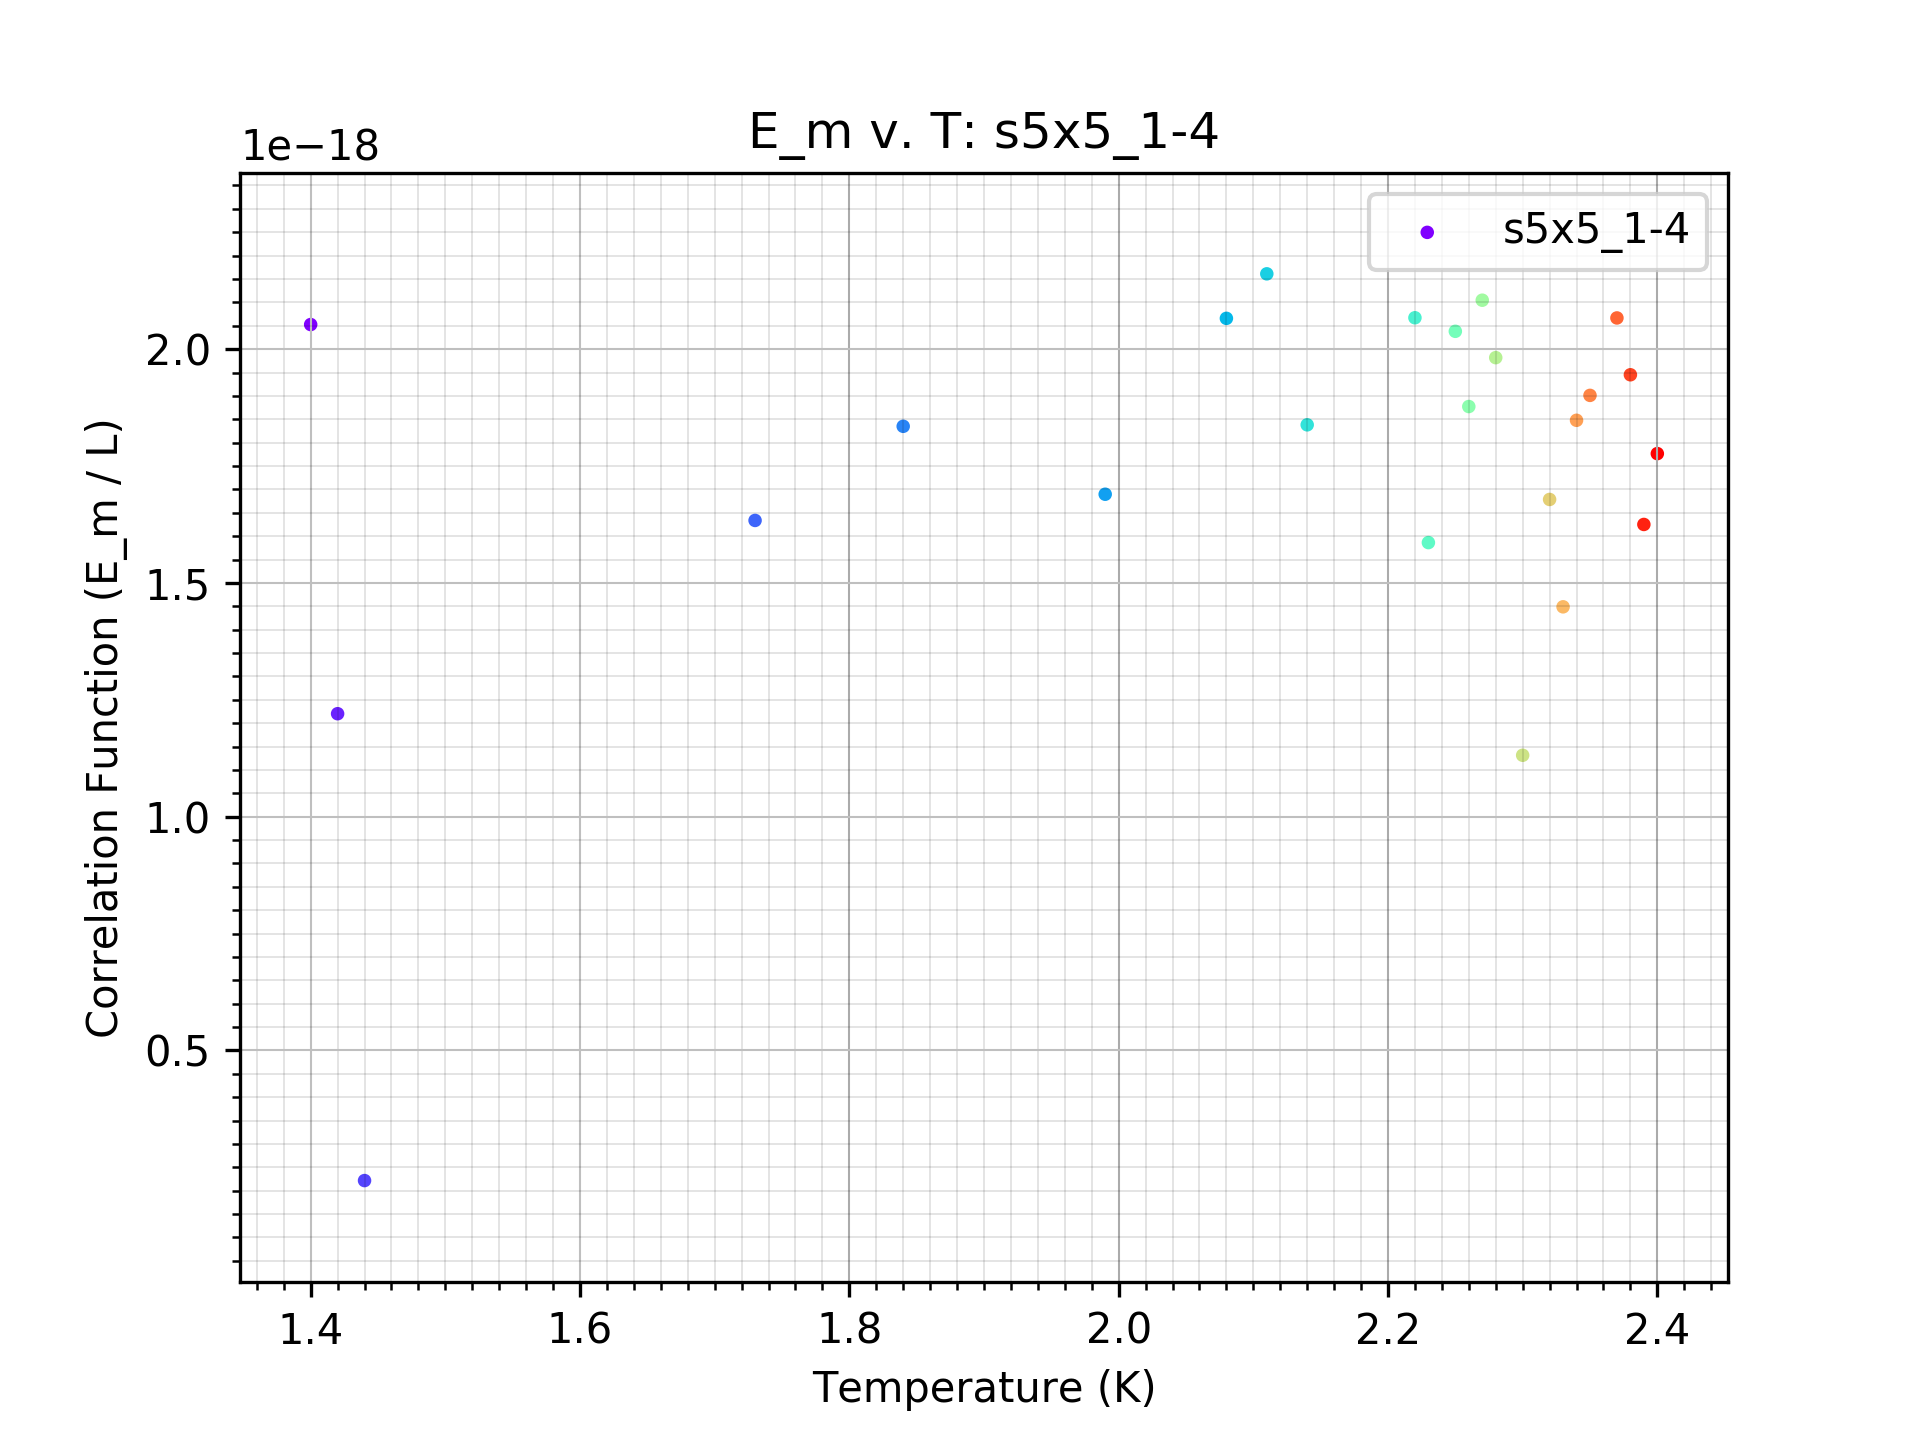 E_m v. T: s5x5_1-4
1e−18
s5x5_1-4
2.0
1.5
1.0
0.5
Correlation Function (E_m / L)
1.4 1.6 1.8 2.0 2.2 2.4
Temperature (K)